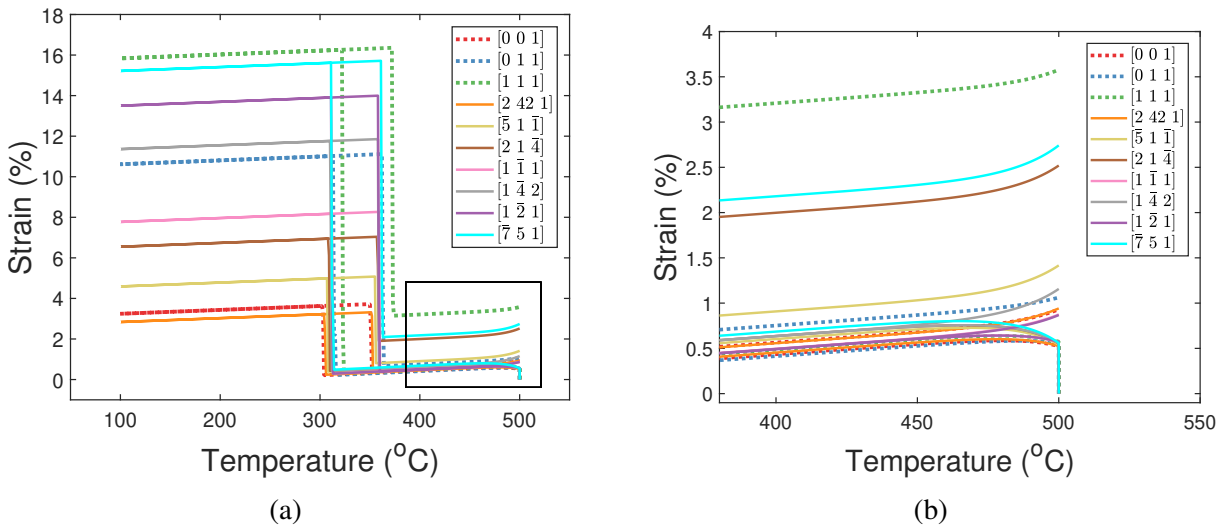 18
16
14
12
10
8
6
4
2
0
Strain (%)
100
200
300
400
500
Temperature (°C)
[0 0 1]
[0 1 1]
[1 1 1]
[2 42 1]
[5̄ 1 1̄]
[2 1 4̄]
[1 1̄ 1]
[1 4̄ 2]
[1 2̄ 1]
[7̄ 5 1]
(a)
4
3.5
3
2.5
2
1.5
1
0.5
0
Strain (%)
400
450
500
550
Temperature (°C)
[0 0 1]
[0 1 1]
[1 1 1]
[2 42 1]
[5̄ 1 1̄]
[2 1 4̄]
[1 1̄ 1]
[1 4̄ 2]
[1 2̄ 1]
[7̄ 5 1]
(b)